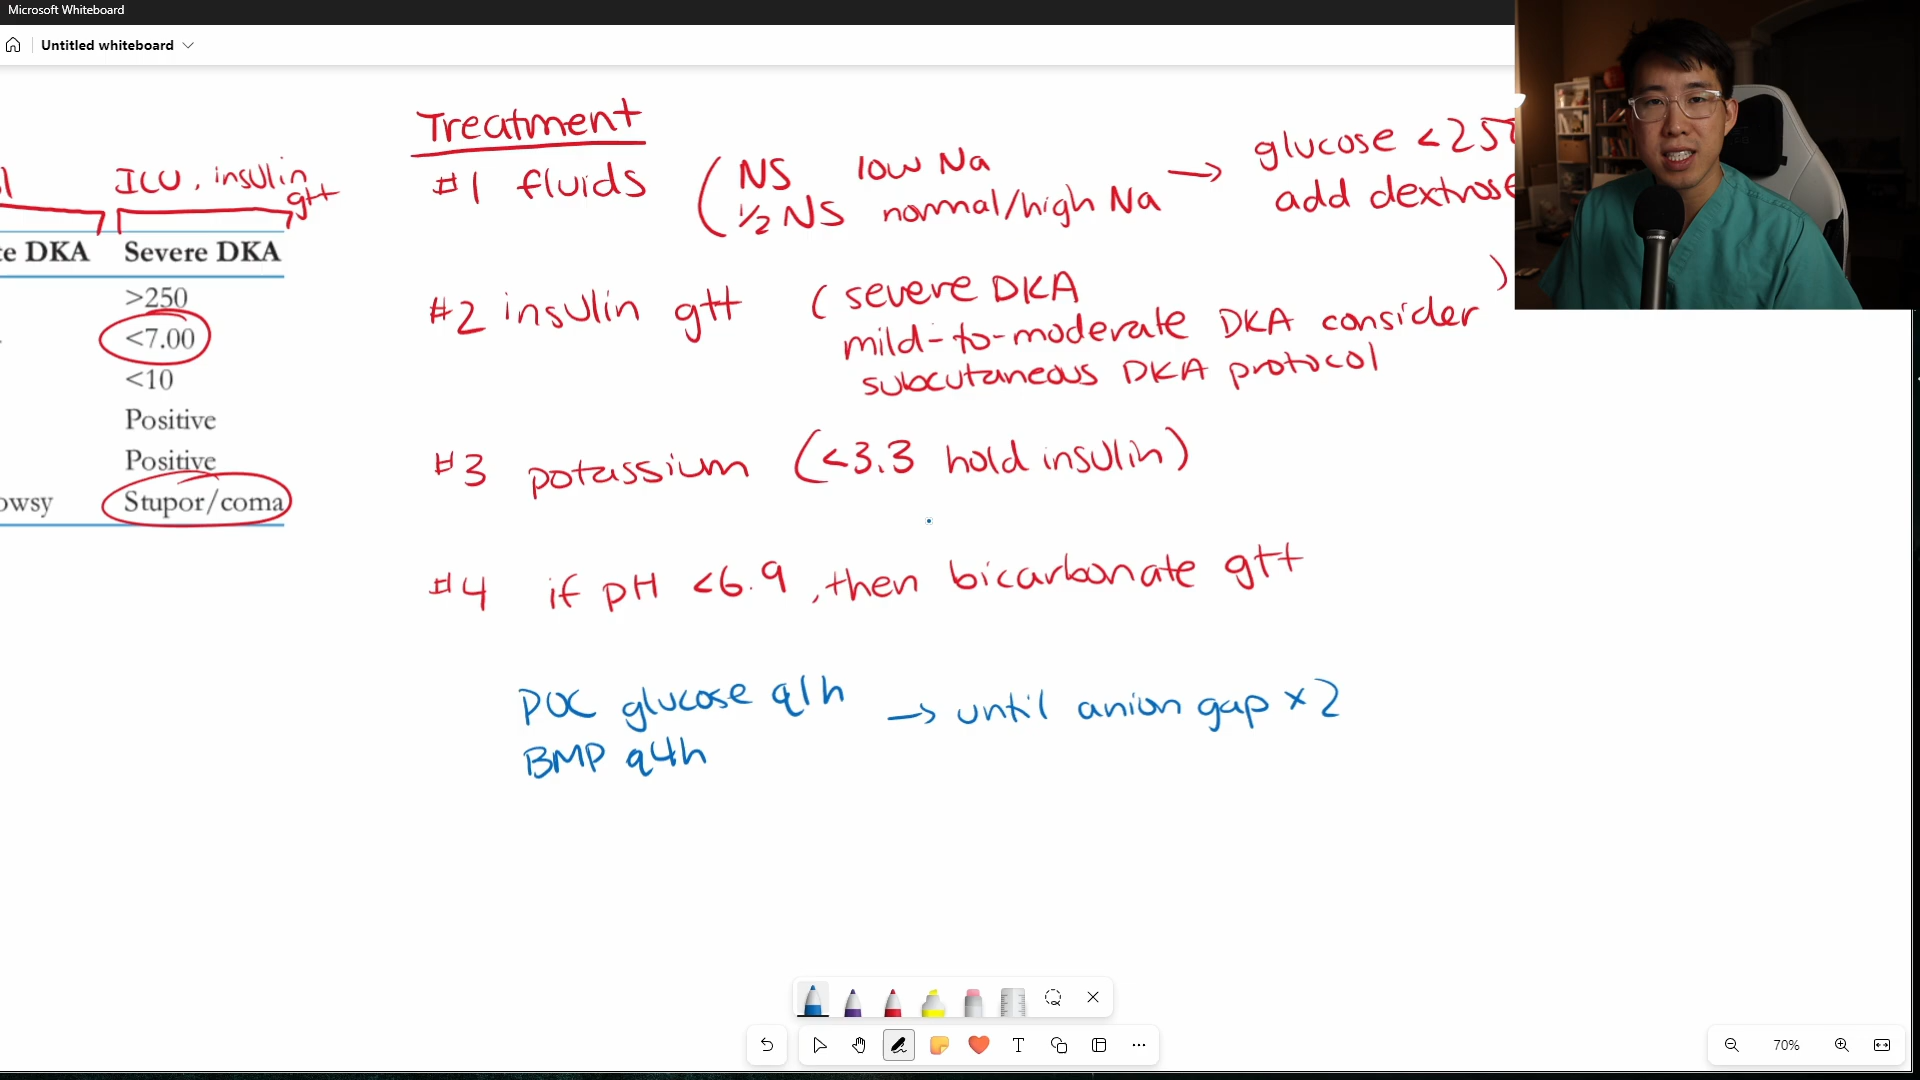 Microsoft Whiteboard
Untitled whiteboard
Treatment
#1 fluids
NS low Na
½ NS normal/high Na
→ glucose <250
add dextrose
ICU, insulin
gtt
te DKA Severe DKA
>250
<7.00
<10
Positive
Positive
owsy Stupor/coma
#2 insulin gtt (severe DKA
mild-to-moderate DKA consider
subcutaneous DKA protocol)
#3 potassium (<3.3 hold insulin)
#4 if pH <6.9, then bicarbonate gtt
POC glucose q1h → until anion gap x2
BMP q4h
70%